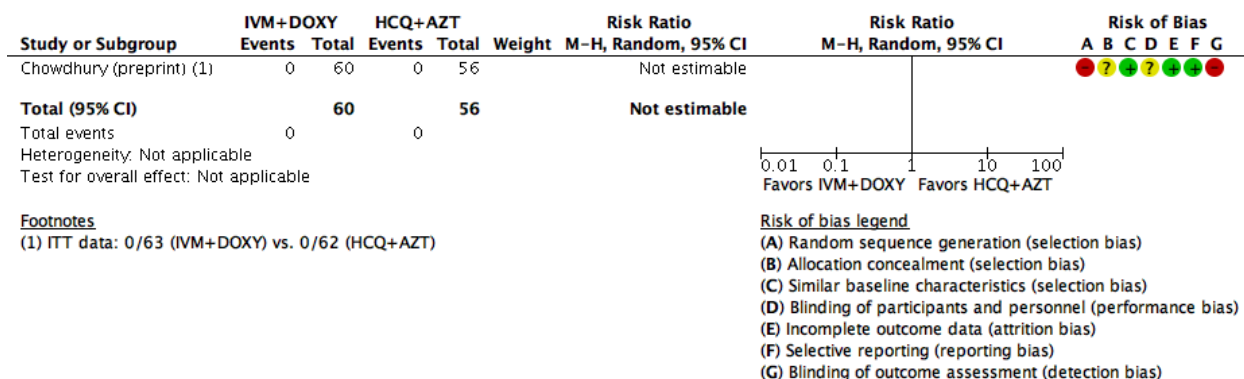 IVM+DOXY HCQ+AZT Risk Ratio Risk Ratio Risk of Bias
Study or Subgroup Events Total Events Total Weight M-H, Random, 95% CI M-H, Random, 95% CI A B C D E F G
Chowdhury (preprint) (1) 0 60 0 56 Not estimable - ? + ? + + -
Total (95% CI) 60 56 Not estimable
Total events 0 0
Heterogeneity: Not applicable
Test for overall effect: Not applicable
0.01 0.1 1 10 100
Favors IVM+DOXY Favors HCQ+AZT
Footnotes
(1) ITT data: 0/63 (IVM+DOXY) vs. 0/62 (HCQ+AZT)
Risk of bias legend
(A) Random sequence generation (selection bias)
(B) Allocation concealment (selection bias)
(C) Similar baseline characteristics (selection bias)
(D) Blinding of participants and personnel (performance bias)
(E) Incomplete outcome data (attrition bias)
(F) Selective reporting (reporting bias)
(G) Blinding of outcome assessment (detection bias)